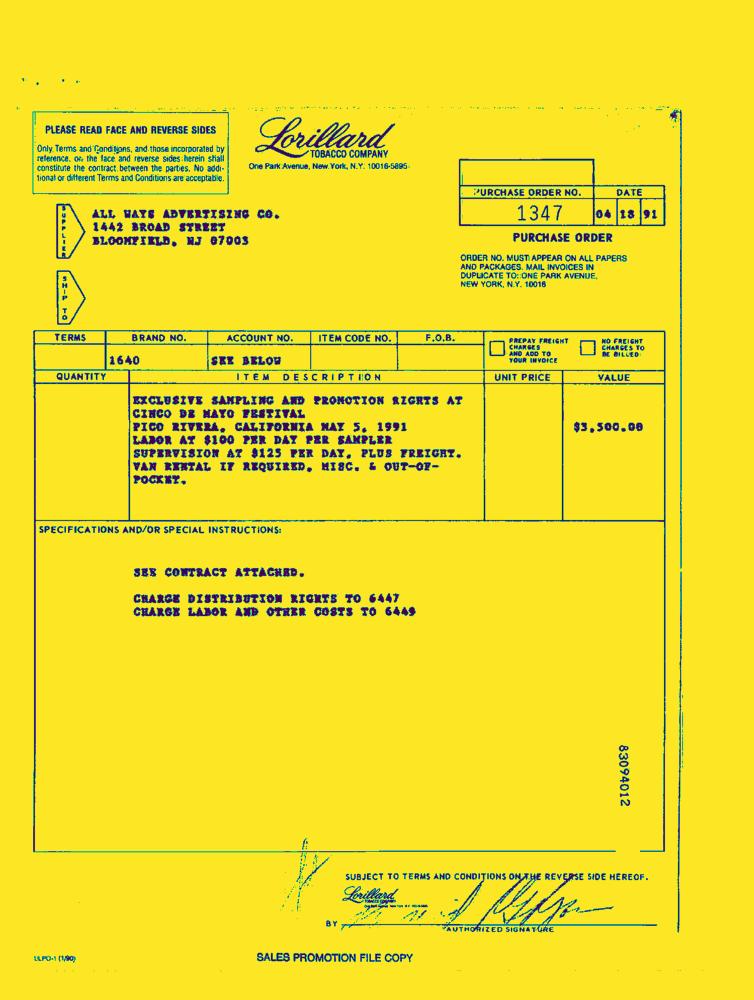 PLEASE READ FACE AND REVERSE SIDES
Only Terms and Conditions, and those incorporated by
reference, on the face and reverse sides herein shall
constitute the contract between the parties. No addi-
tional or different Terms and Conditions are acceptable.
Lorillard
TOBACCO COMPANY
One Park Avenue, New York, N.Y. 10016-5895
PURCHASE ORDER NO. DATE
1347 04 18 91
PURCHASE ORDER
ORDER NO. MUST APPEAR ON ALL PAPERS
AND PACKAGES. MAIL INVOICES IN
DUPLICATE TO: ONE PARK AVENUE,
NEW YORK, N.Y. 10016
SUPPLIER
ALL WAYS ADVERTISING CO.
1442 BROAD STREET
BLOOMFIELD, NJ 07003
SHIP TO
TERMS BRAND NO. ACCOUNT NO. ITEM CODE NO. F.O.B.
PREPAY FREIGHT
CHARGES
AND ADD TO
YOUR INVOICE
NO FREIGHT
CHARGES TO
BE BILLED
1640 SEE BELOW
QUANTITY ITEM DESCRIPTION UNIT PRICE VALUE
EXCLUSIVE SAMPLING AND PROMOTION RIGHTS AT
CINCO DE MAYO FESTIVAL
PICO RIVERA, CALIFORNIA MAY 5, 1991 $3,500.00
LABOR AT $100 PER DAY PER SAMPLER
SUPERVISION AT $125 PER DAY, PLUS FREIGHT.
VAN RENTAL IF REQUIRED, MISC. & OUT-OF-
POCKET.
SPECIFICATIONS AND/OR SPECIAL INSTRUCTIONS:
SEE CONTRACT ATTACHED.
CHARGE DISTRIBUTION RIGHTS TO 6447
CHARGE LABOR AND OTHER COSTS TO 6449
83094012
SUBJECT TO TERMS AND CONDITIONS ON THE REVERSE SIDE HEREOF.
Lorillard
BY
AUTHORIZED SIGNATURE
LLPO-1 (1/90)
SALES PROMOTION FILE COPY